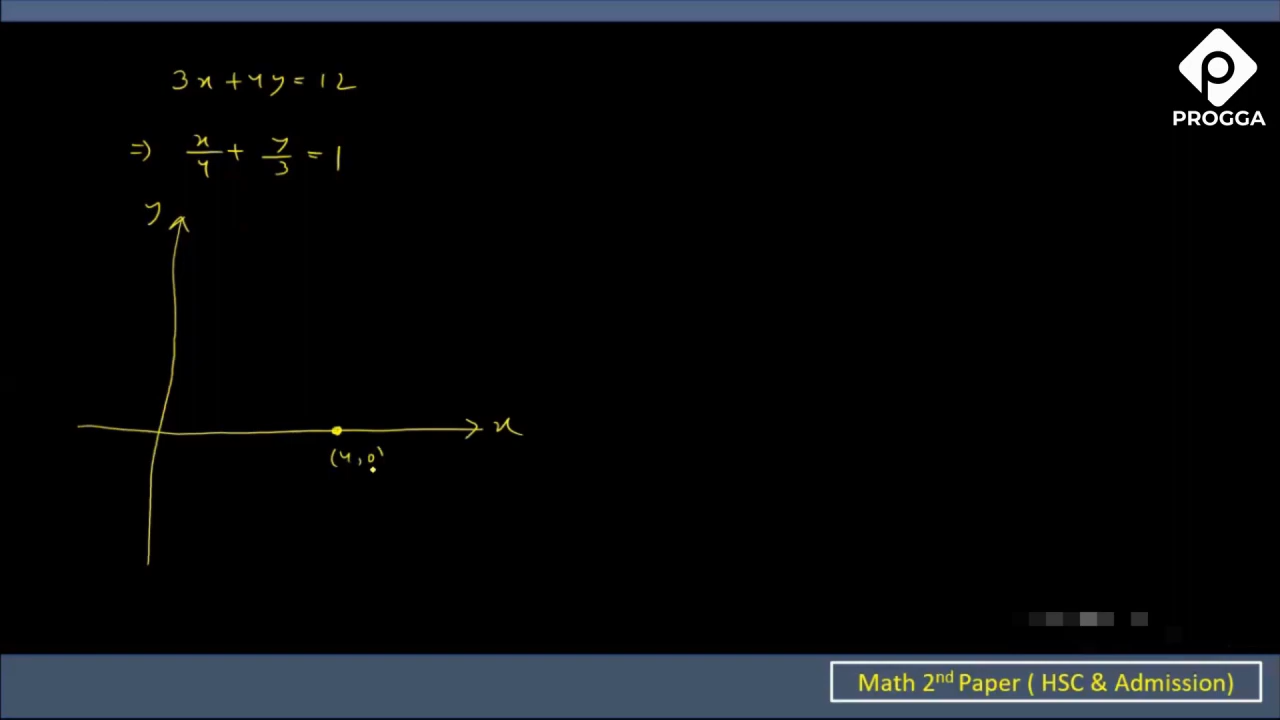 3x + 4y = 12
PROGGA
⇒ x/4 + y/3 = 1
y
x
(4,0)
Math 2nd Paper ( HSC & Admission)